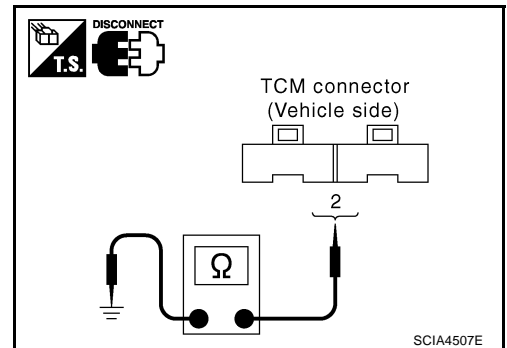 DISCONNECT
T.S.
TCM connector
(Vehicle side)
2
Ω
SCIA4507E